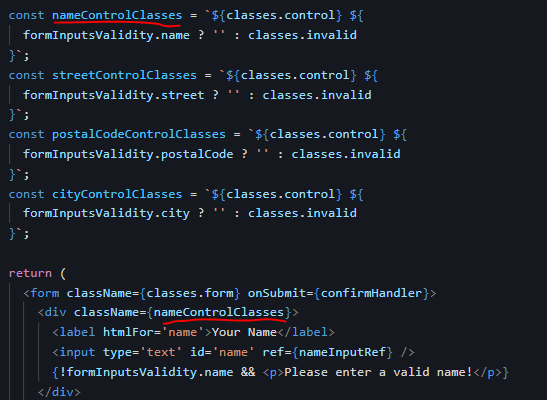 const nameControlClasses = `${classes.control} ${
formInputsValidity.name ? '' : classes.invalid
}`;
const streetControlClasses = `${classes.control} ${
formInputsValidity.street ? '' : classes.invalid
}`;
const postalCodeControlClasses = `${classes.control} ${
formInputsValidity.postalCode ? '' : classes.invalid
}`;
const cityControlClasses = `${classes.control} ${
formInputsValidity.city ? '' : classes.invalid
}`;
return (
<form className={classes.form} onSubmit={confirmHandler}>
<div className={nameControlClasses}>
<label htmlFor='name'>Your Name</label>
<input type='text' id='name' ref={nameInputRef} />
{!formInputsValidity.name && <p>Please enter a valid name!</p>}
</div>